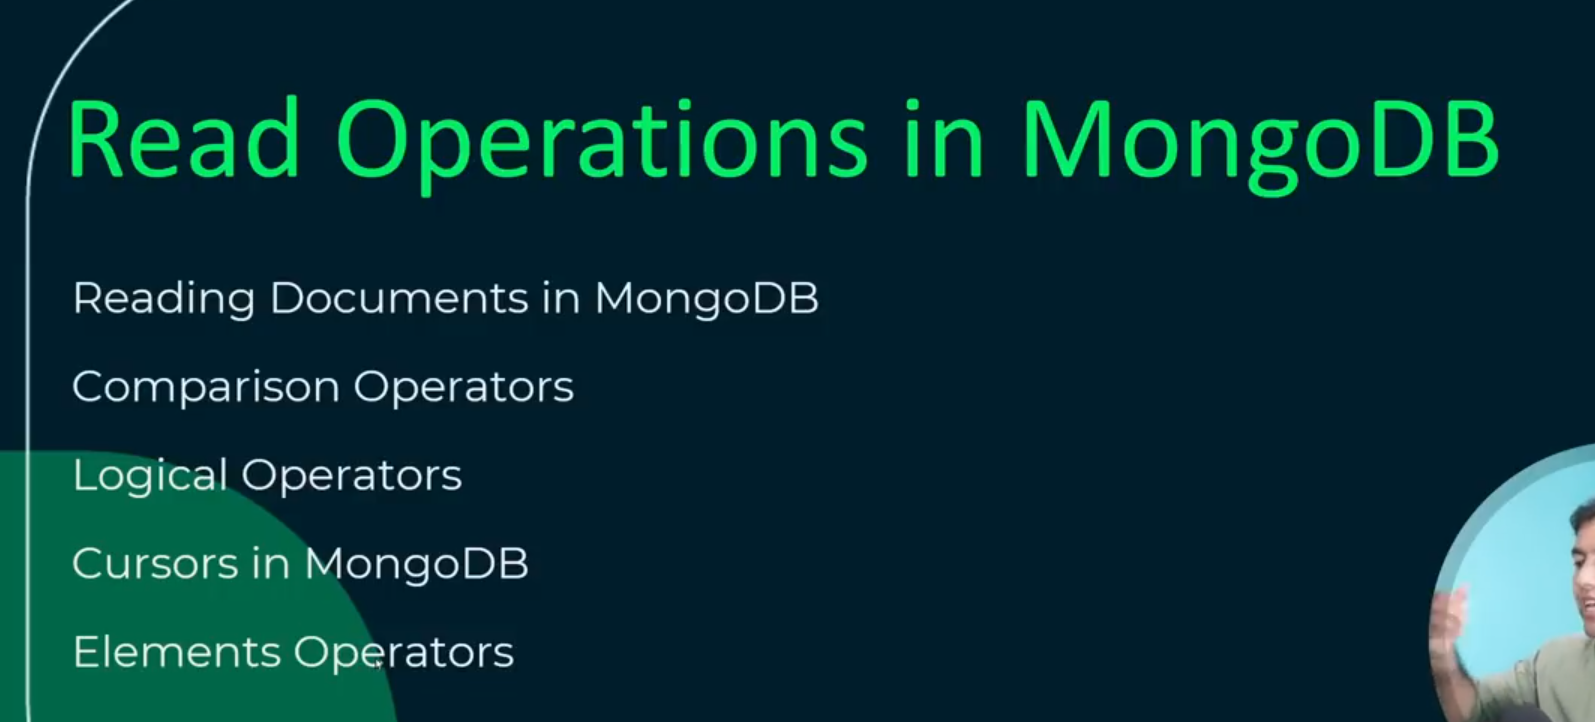 Read Operations in MongoDB
Reading Documents in MongoDB
Comparison Operators
Logical Operators
Cursors in MongoDB
Elements Operators